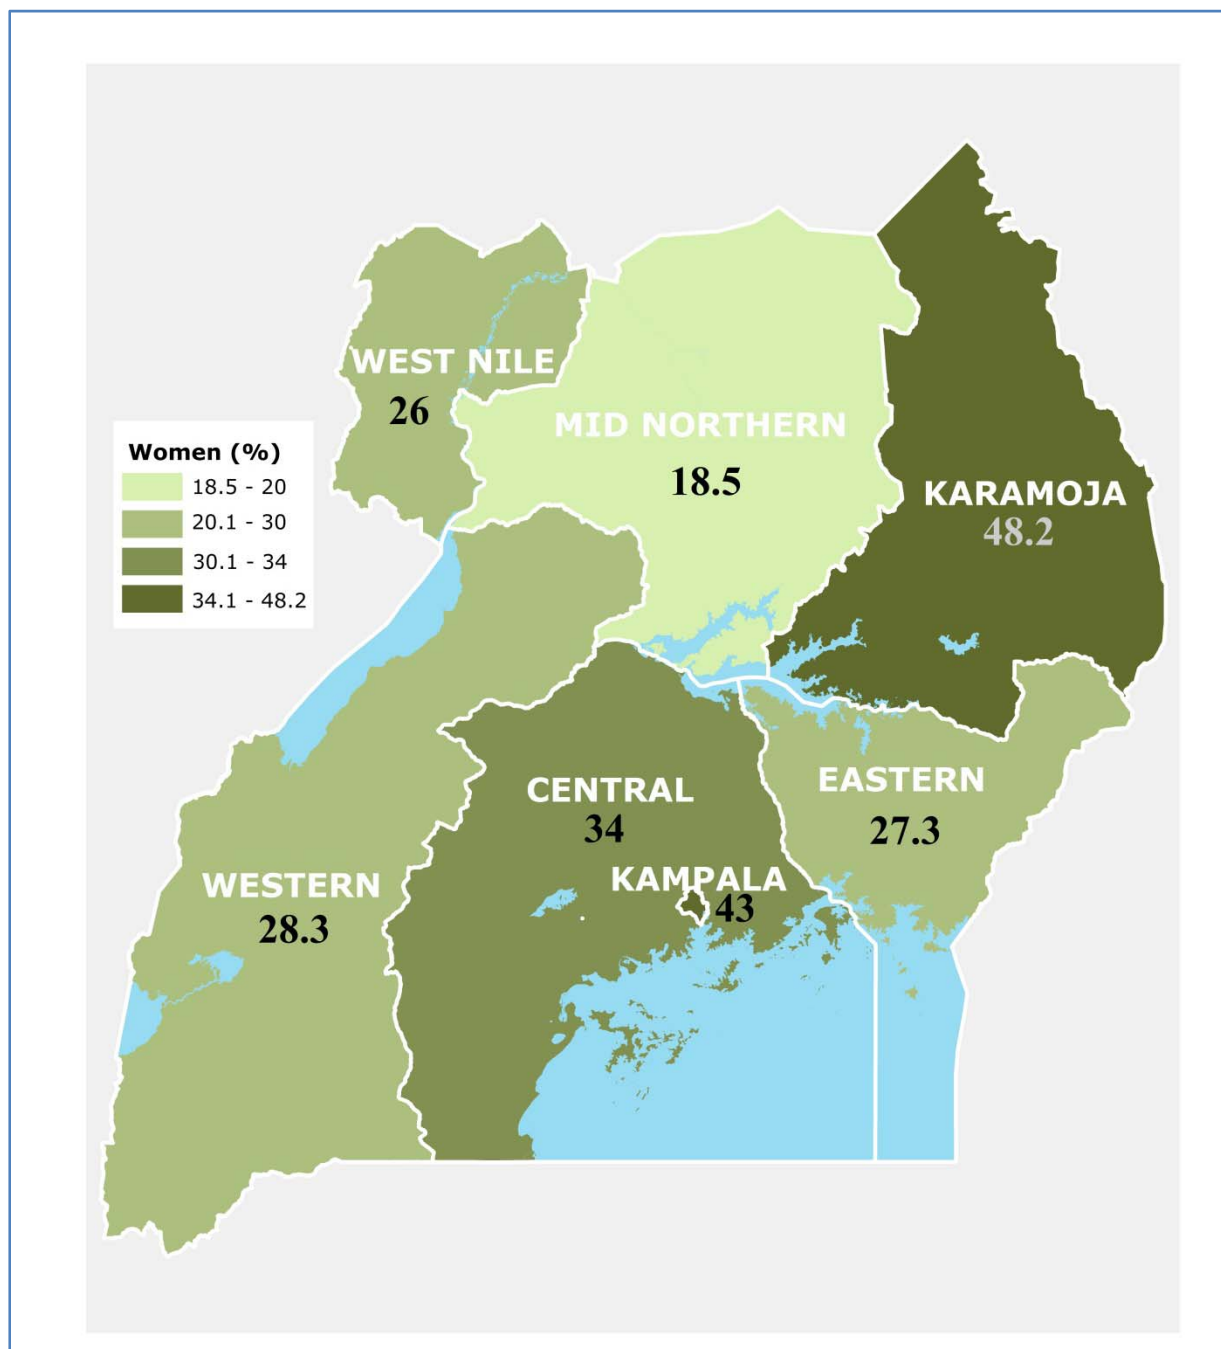 WEST NILE
26
MID NORTHERN
18.5
Women (%)
18.5 - 20
20.1 - 30
30.1 - 34
34.1 - 48.2
KARAMOJA
48.2
CENTRAL
34
EASTERN
27.3
KAMPALA
43
WESTERN
28.3